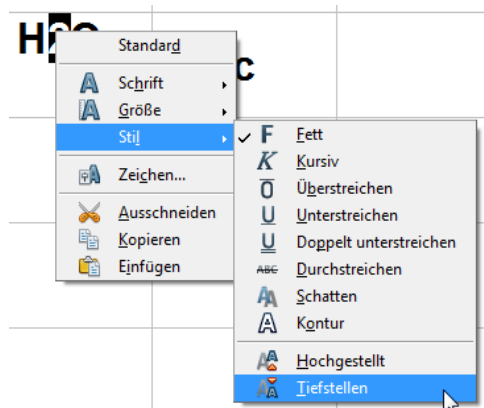 H2O
c
Standard
Schrift
Größe
Stil
Zeichen...
Ausschneiden
Kopieren
Einfügen
F Fett
K Kursiv
O Überstreichen
U Unterstreichen
U Doppelt unterstreichen
ABC Durchstreichen
Schatten
Kontur
Hochgestellt
Tiefstellen